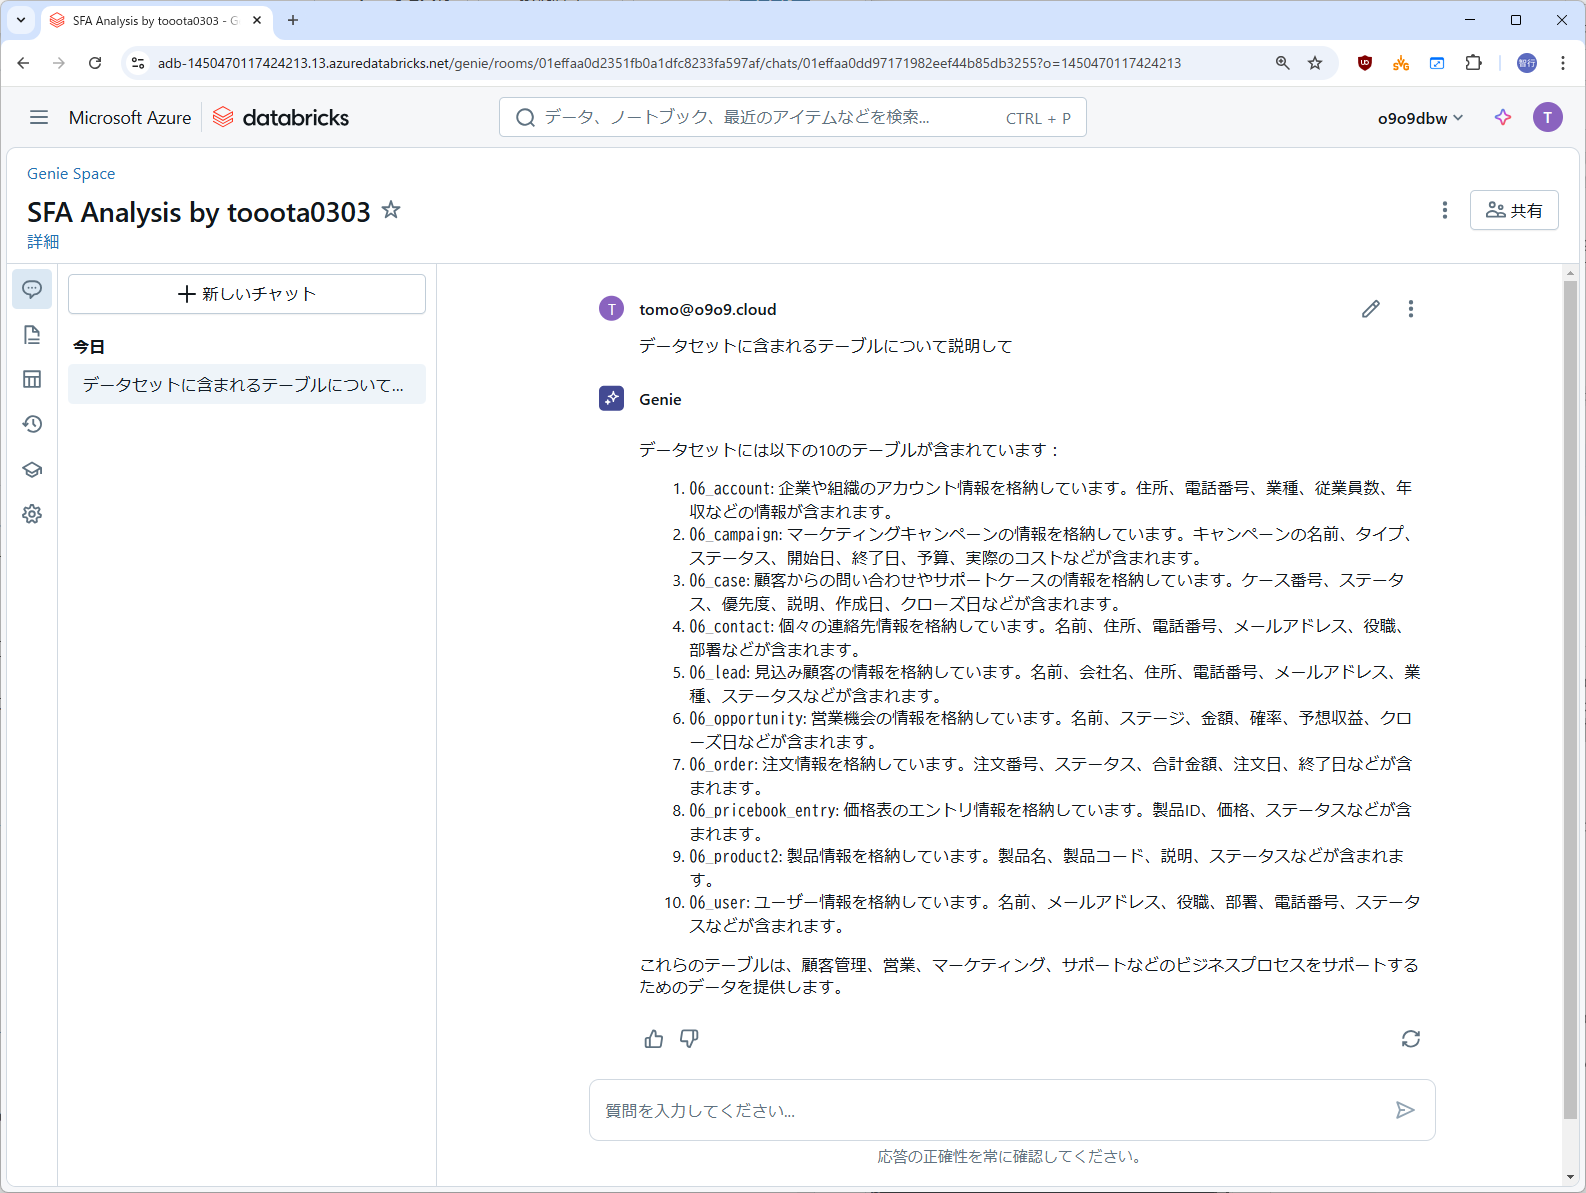 SFA Analysis by tooota0303 - G
adb-1450470117424213.13.azuredatabricks.net/genie/rooms/01effaa0d2351fb0a1dfc8233fa597af/chats/01effaa0dd97171982eef44b85db3255?o=1450470117424213
智行
Microsoft Azure
databricks
データ、ノートブック、最近のアイテムなどを検索...
CTRL + P
o9o9dbw
T
Genie Space
SFA Analysis by tooota0303
共有
詳細
新しいチャット
今日
データセットに含まれるテーブルについて...
T
tomo@o9o9.cloud
データセットに含まれるテーブルについて説明して
Genie
データセットには以下の10のテーブルが含まれています：
1. 06_account: 企業や組織のアカウント情報を格納しています。住所、電話番号、業種、従業員数、年
収などの情報が含まれます。
2. 06_campaign: マーケティングキャンペーンの情報を格納しています。キャンペーンの名前、タイプ、
ステータス、開始日、終了日、予算、実際のコストなどが含まれます。
3. 06_case: 顧客からの問い合わせやサポートケースの情報を格納しています。ケース番号、ステータ
ス、優先度、説明、作成日、クローズ日などが含まれます。
4. 06_contact: 個々の連絡先情報を格納しています。名前、住所、電話番号、メールアドレス、役職、
部署などが含まれます。
5. 06_lead: 見込み顧客の情報を格納しています。名前、会社名、住所、電話番号、メールアドレス、業
種、ステータスなどが含まれます。
6. 06_opportunity: 営業機会の情報を格納しています。名前、ステージ、金額、確率、予想収益、クロ
ーズ日などが含まれます。
7. 06_order: 注文情報を格納しています。注文番号、ステータス、合計金額、注文日、終了日などが含
まれます。
8. 06_pricebook_entry: 価格表のエントリ情報を格納しています。製品ID、価格、ステータスなどが含
まれます。
9. 06_product2: 製品情報を格納しています。製品名、製品コード、説明、ステータスなどが含まれま
す。
10. 06_user: ユーザー情報を格納しています。名前、メールアドレス、役職、部署、電話番号、ステータ
スなどが含まれます。
これらのテーブルは、顧客管理、営業、マーケティング、サポートなどのビジネスプロセスをサポートする
ためのデータを提供します。
質問を入力してください...
応答の正確性を常に確認してください。